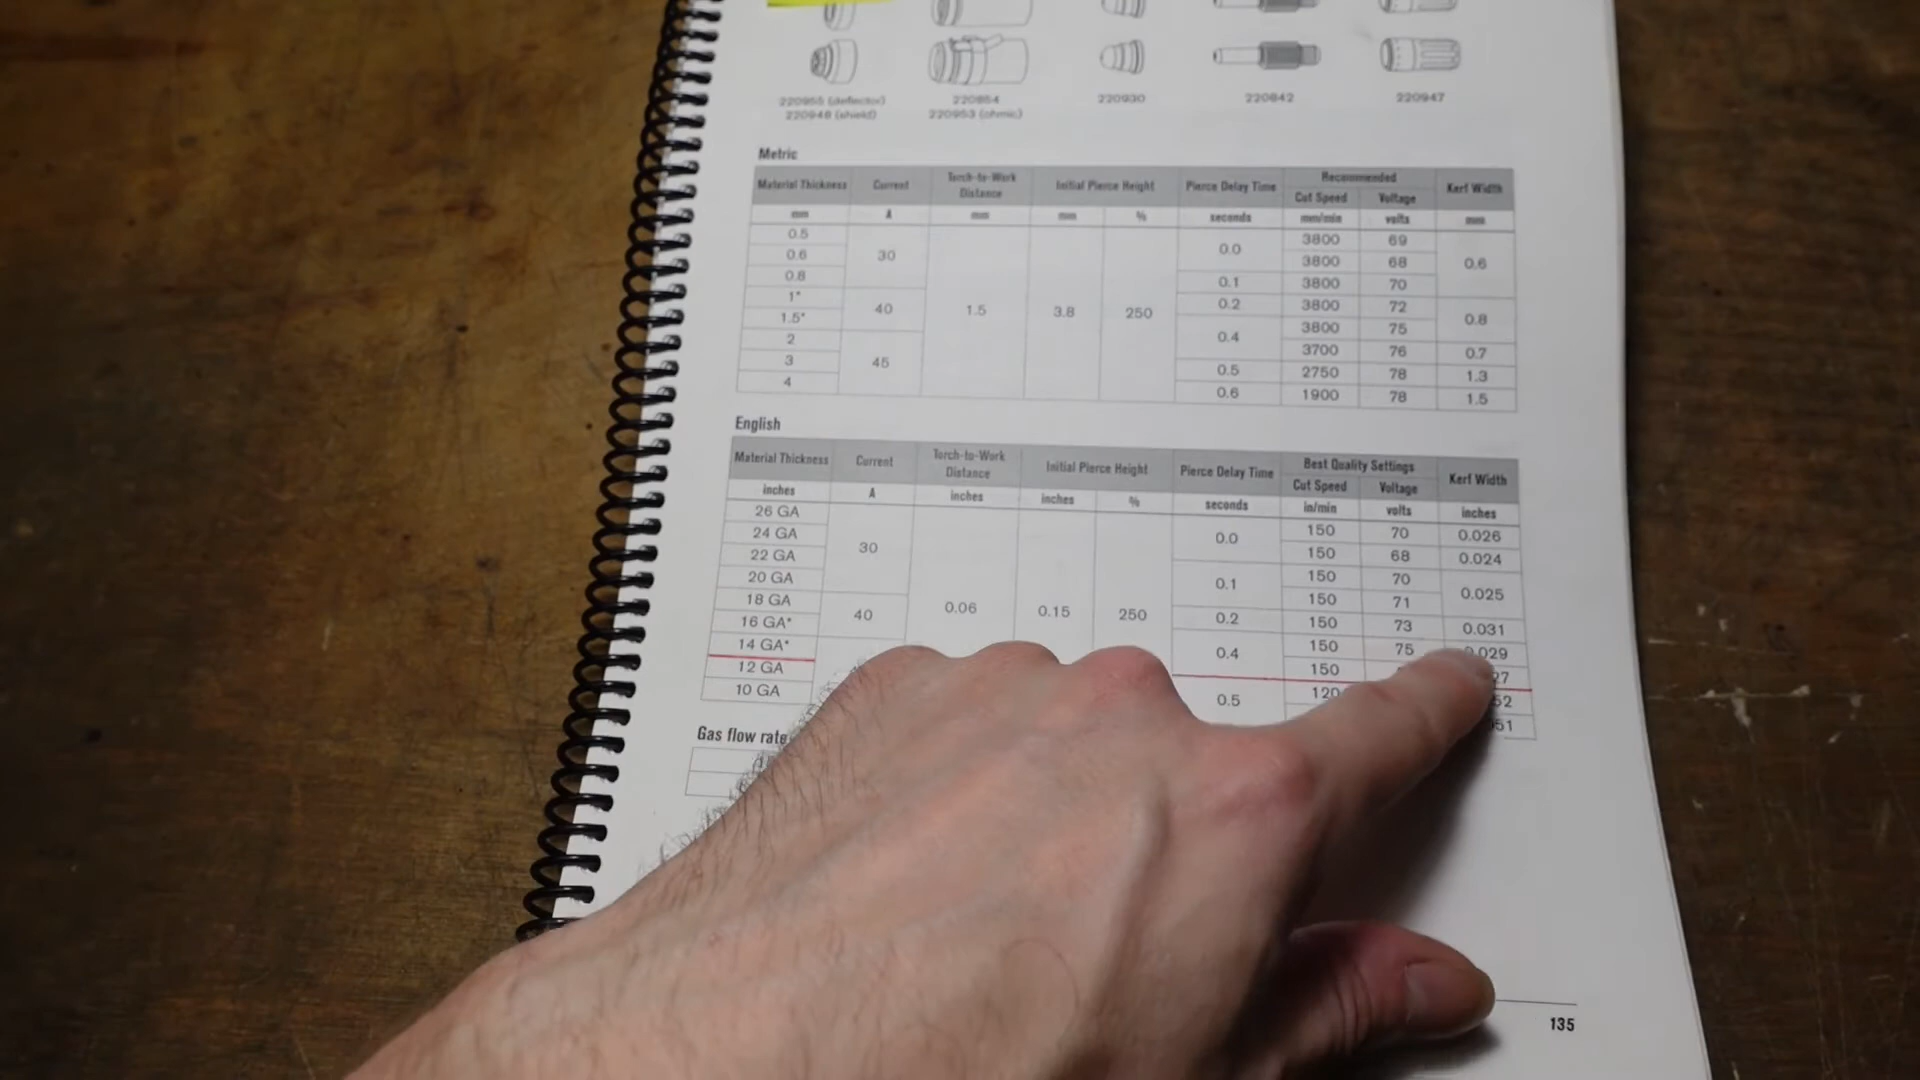 220955 (deflector) 220854 220930 220842 220947
220948 (shield) 220953 (ohmic)
Metric
Material Thickness Current Torch-to-Work Distance Initial Pierce Height Pierce Delay Time Recommended Kerf Width
Cut Speed Voltage
mm A mm mm % seconds mm/min volts mm
0.5 30 1.5 3.8 250 0.0 3800 69 0.6
0.6 3800 68
0.8 0.1 3800 70
1* 40 0.2 3800 72 0.8
1.5* 0.4 3800 75
2 45 3700 76 0.7
3 0.5 2750 78 1.3
4 0.6 1900 78 1.5
English
Material Thickness Current Torch-to-Work Distance Initial Pierce Height Pierce Delay Time Best Quality Settings Kerf Width
Cut Speed Voltage
inches A inches inches % seconds in/min volts inches
26 GA 30 0.06 0.15 250 0.0 150 70 0.026
24 GA 150 68 0.024
22 GA 0.1 150 70 0.025
20 GA 150 71
18 GA 40 0.2 150 73 0.031
16 GA* 0.4 150 75 0.029
14 GA* 150
12 GA 0.5 120
10 GA
Gas flow rate
135